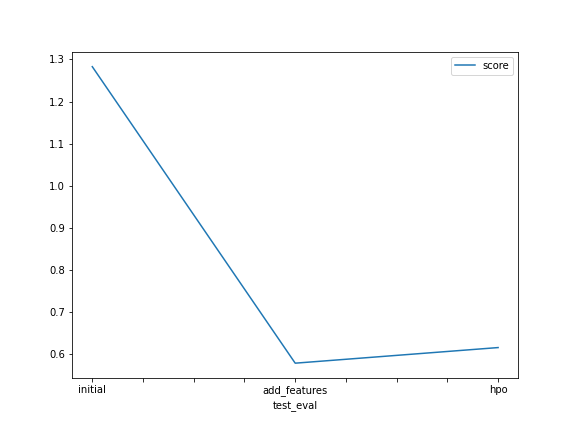 score
1.3
1.2
1.1
1.0
0.9
0.8
0.7
0.6
initial add_features hpo
test_eval